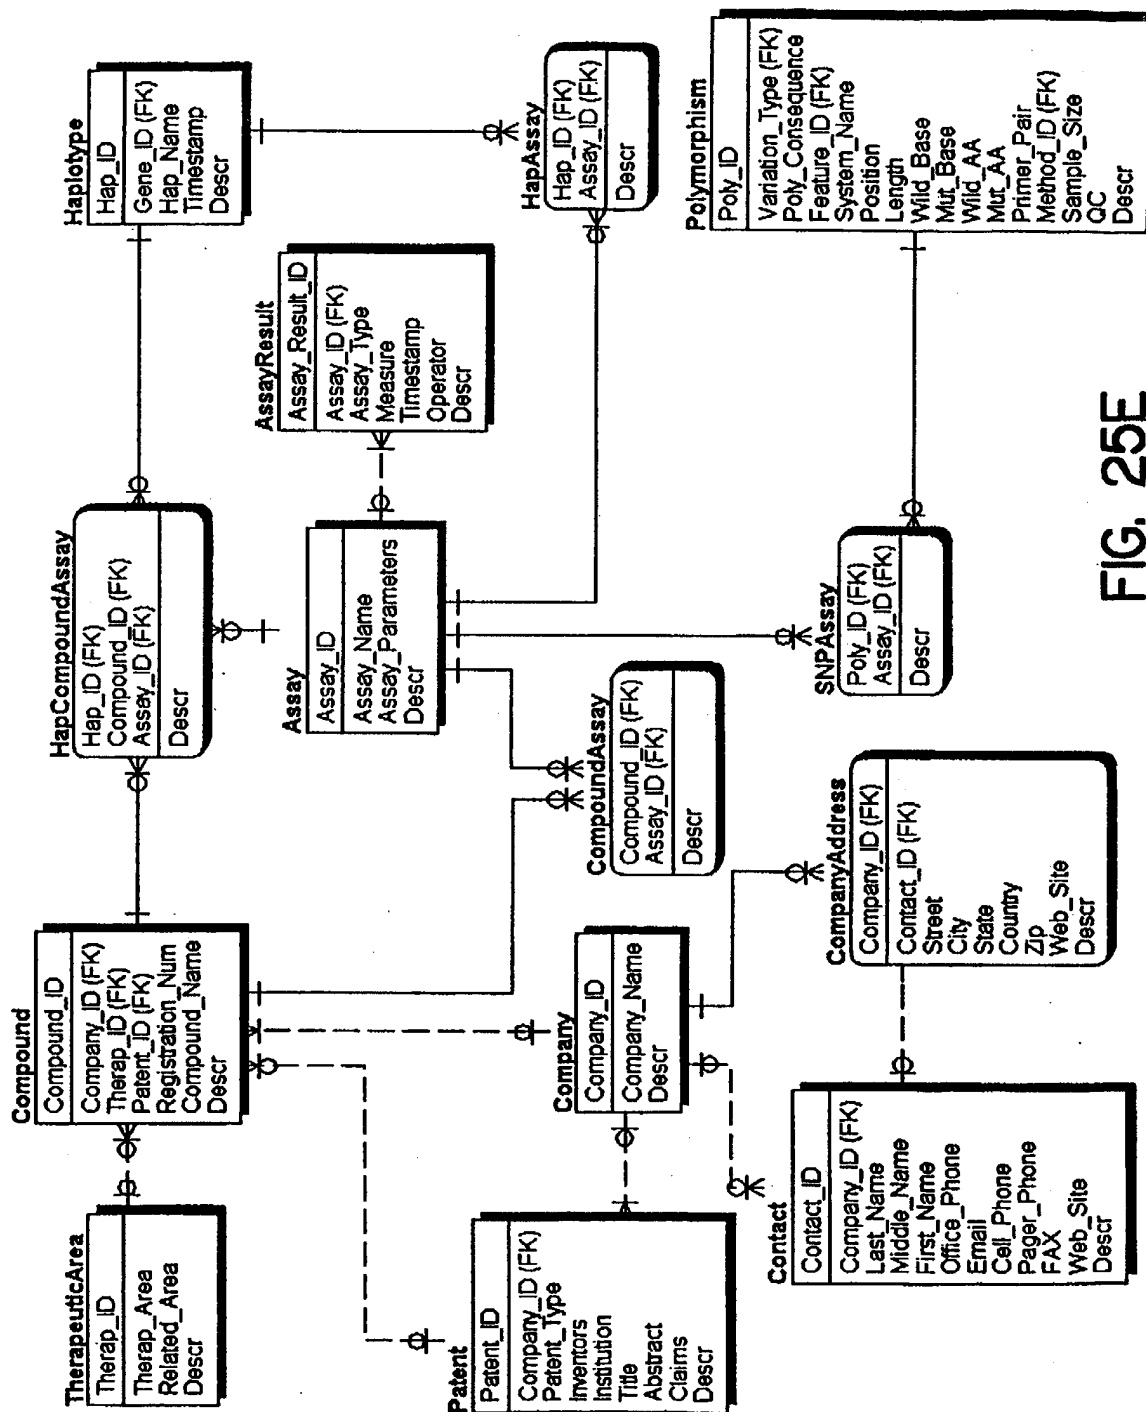 TherapeuticArea
Therap_ID
Therap_Area
Related_Area
Descr
Compound
Compound_ID
Company_ID (FK)
Therap_ID (FK)
Patent_ID (FK)
Registration_Num
Compound_Name
Descr
HapCompoundAssay
Hap_ID (FK)
Compound_ID (FK)
Assay_ID (FK)
Descr
Haplotype
Hap_ID
Gene_ID (FK)
Hap_Name
Timestamp
Descr
AssayResult
Assay_Result_ID
Assay_ID (FK)
Assay_Type
Measure
Timestamp
Operator
Descr
Assay
Assay_ID
Assay_Name
Assay_Parameters
Descr
HapAssay
Hap_ID (FK)
Assay_ID (FK)
Descr
Patent
Patent_ID
Company_ID (FK)
Patent_Type
Inventors
Institution
Title
Abstract
Claims
Descr
Company
Company_ID
Company_Name
Descr
CompoundAssay
Compound_ID (FK)
Assay_ID (FK)
Descr
Contact
Contact_ID
Company_ID (FK)
Last_Name
Middle_Name
First_Name
Office_Phone
Email
Cell_Phone
Pager_Phone
FAX
Web_Site
Descr
CompanyAddress
Company_ID (FK)
Contact_ID (FK)
Street
City
State
Country
Zip
Web_Site
Descr
SNPAssay
Poly_ID (FK)
Assay_ID (FK)
Descr
Polymorphism
Poly_ID
Variation_Type (FK)
Poly_Consequence
Feature_ID (FK)
System_Name
Position
Length
Wild_Base
Mut_Base
Wild_AA
Mut_AA
Primer_Pair
Method_ID (FK)
Sample_Size
QC
Descr
FIG. 25E